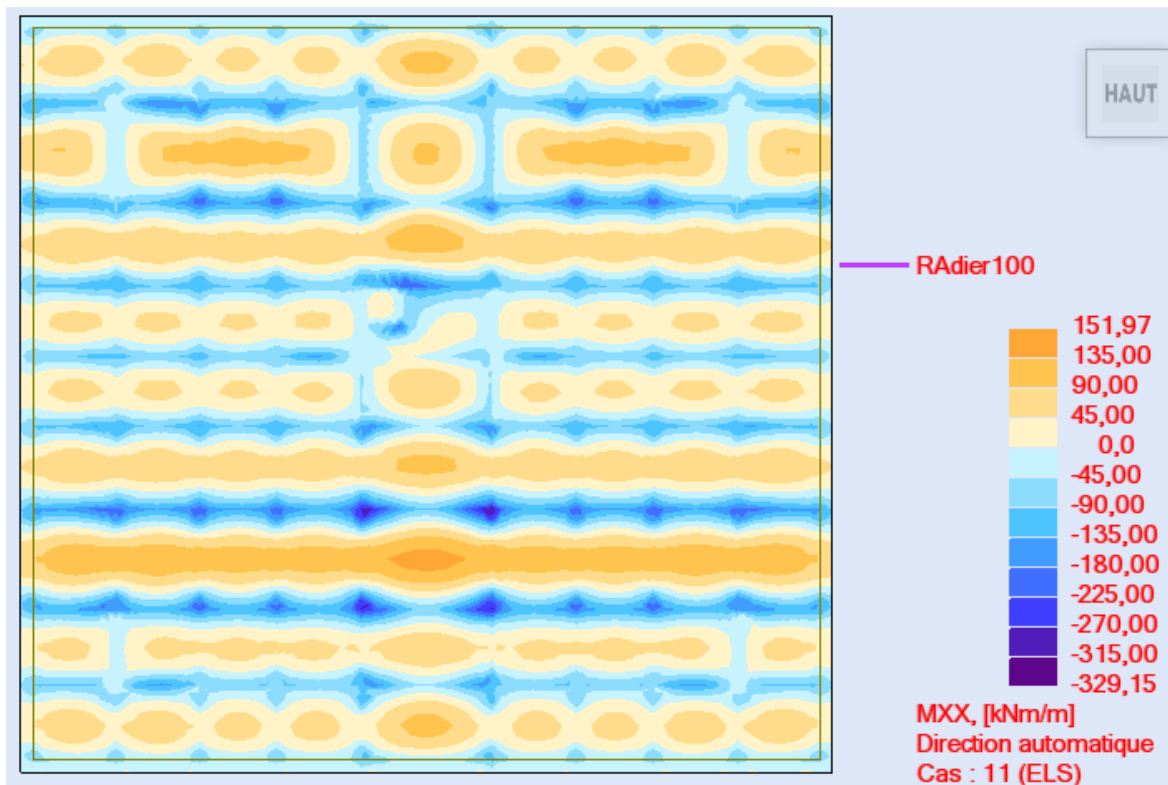 HAUT
RAdier100
151,97
135,00
90,00
45,00
0,0
-45,00
-90,00
-135,00
-180,00
-225,00
-270,00
-315,00
-329,15
MXX, [kNm/m]
Direction automatique
Cas : 11 (ELS)